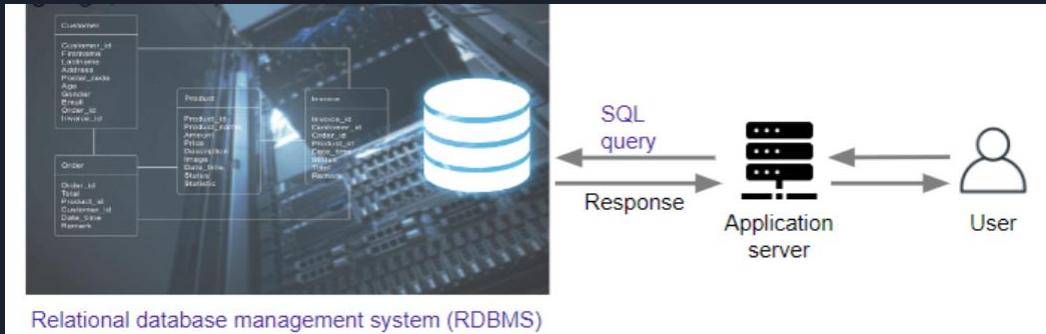 Customer
Customer_id
Firstname
Lastname
Address
Postal_code
Age
Gender
Email
Order_id
Invoice_id
Product
Product_id
Product_name
Amount
Price
Description
Image
Date_time
Status
Statistic
Invoice
Invoice_id
Customer_id
Order_id
Product_id
Date_time
Status
Total
Remark
Order
Order_id
Total
Product_id
Customer_id
Date_time
Remark
SQL
query
Response
Application
server
User
Relational database management system (RDBMS)